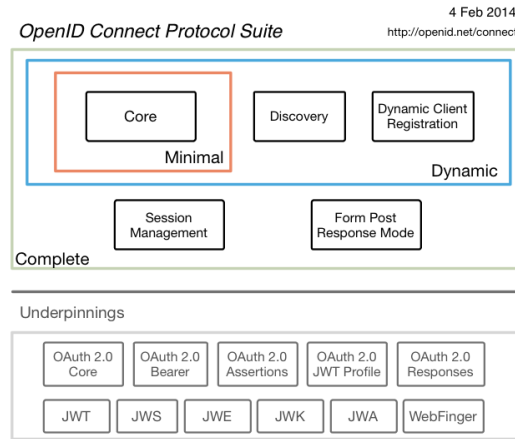 4 Feb 2014
OpenID Connect Protocol Suite
http://openid.net/connect
Core
Discovery
Dynamic Client
Registration
Minimal
Dynamic
Session
Management
Form Post
Response Mode
Complete
Underpinnings
OAuth 2.0
Core
OAuth 2.0
Bearer
OAuth 2.0
Assertions
OAuth 2.0
JWT Profile
OAuth 2.0
Responses
JWT
JWS
JWE
JWK
JWA
WebFinger